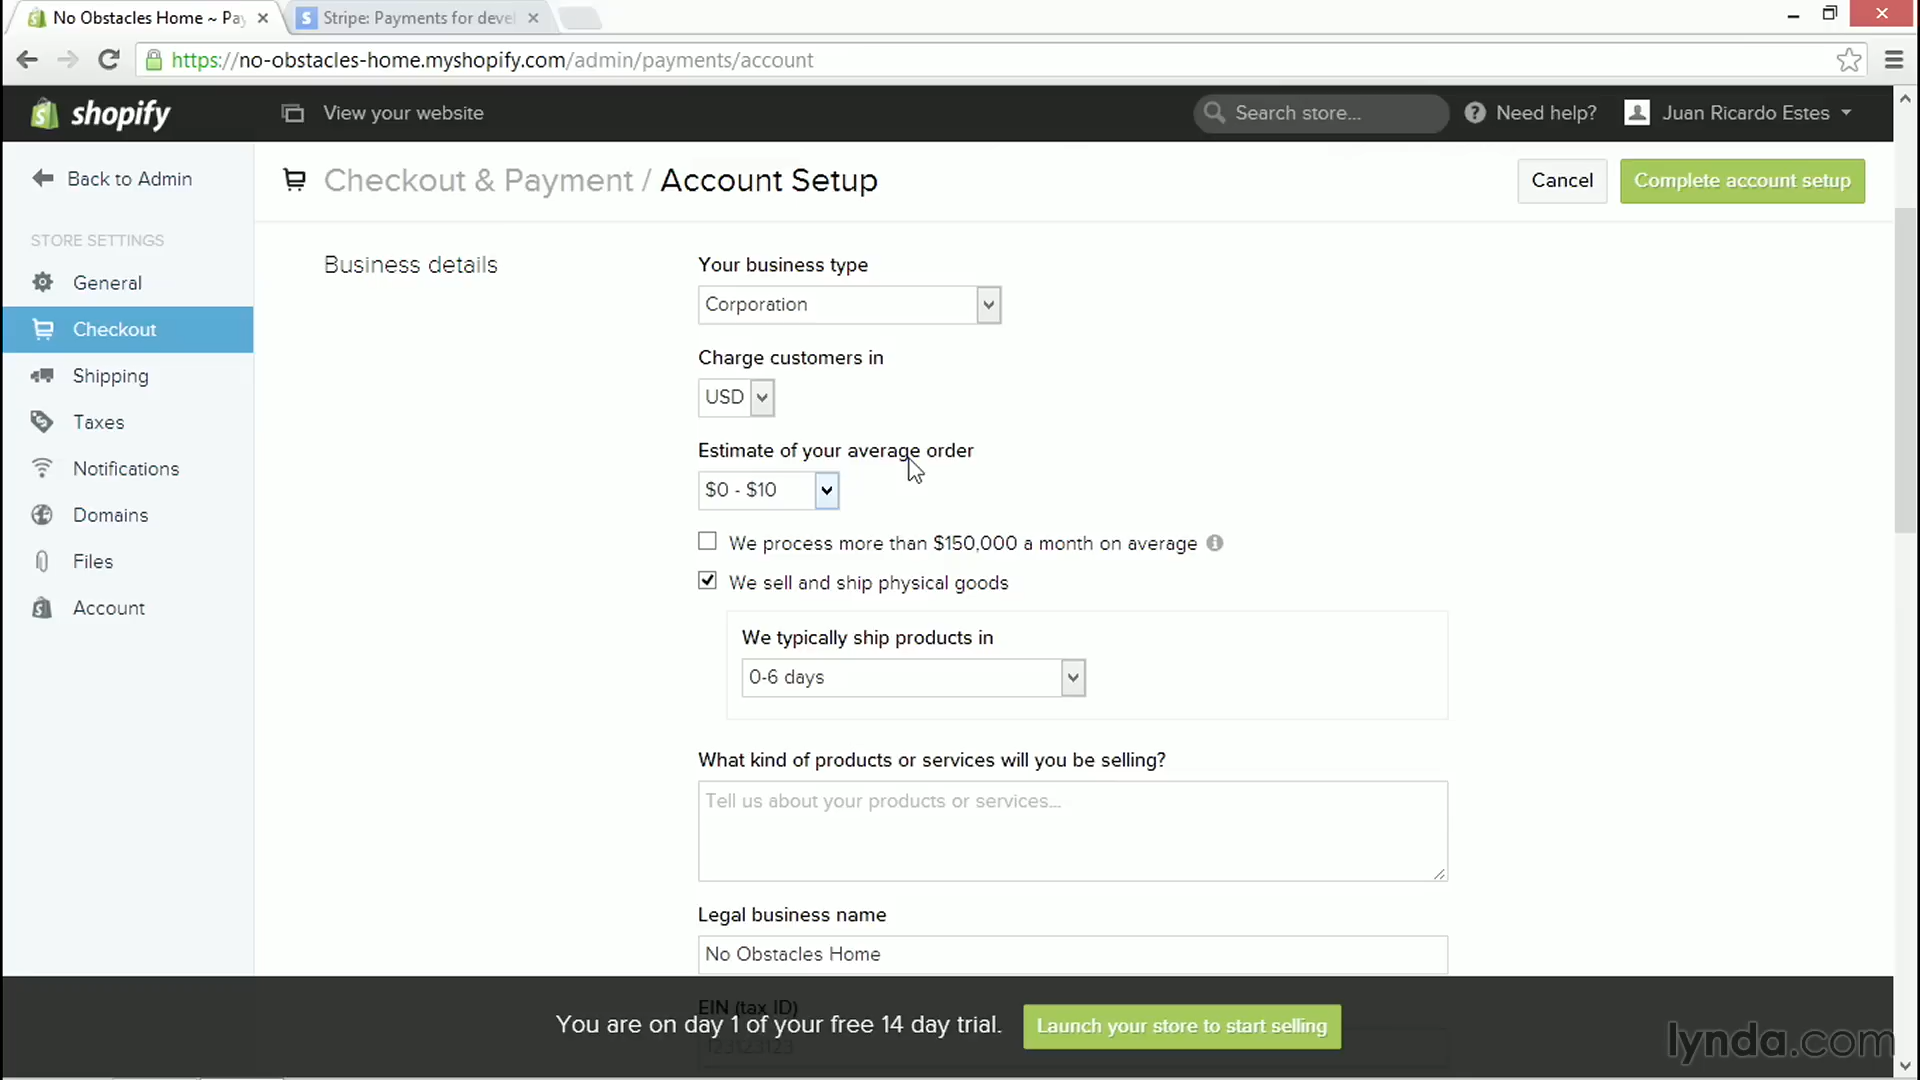 No Obstacles Home ~ Pay
Stripe: Payments for devel
https://no-obstacles-home.myshopify.com/admin/payments/account
shopify
View your website
Search store...
Need help?
Juan Ricardo Estes
Back to Admin
Checkout & Payment / Account Setup
Cancel
Complete account setup
STORE SETTINGS
General
Checkout
Shipping
Taxes
Notifications
Domains
Files
Account
Business details
Your business type
Corporation
Charge customers in
USD
Estimate of your average order
$0 - $10
We process more than $150,000 a month on average
We sell and ship physical goods
We typically ship products in
0-6 days
What kind of products or services will you be selling?
Tell us about your products or services...
Legal business name
No Obstacles Home
EIN (tax ID)
123123123
You are on day 1 of your free 14 day trial.
Launch your store to start selling
lynda.com